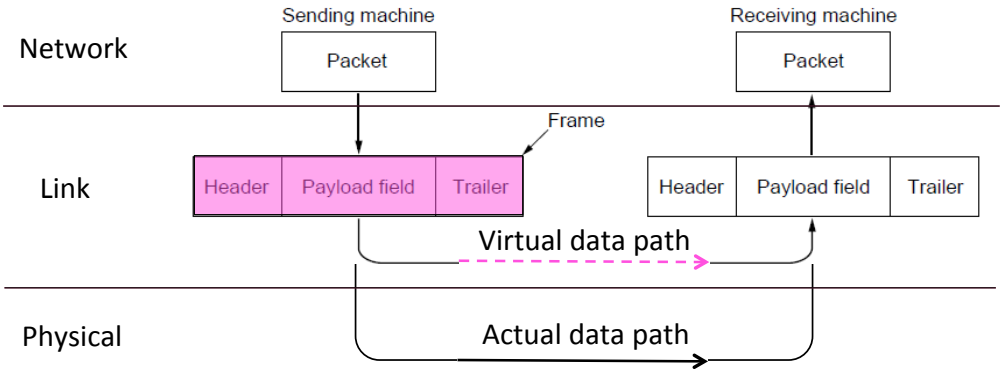 Sending machine
Receiving machine
Network
Packet
Packet
Frame
Link
Header
Payload field
Trailer
Header
Payload field
Trailer
Virtual data path
Physical
Actual data path